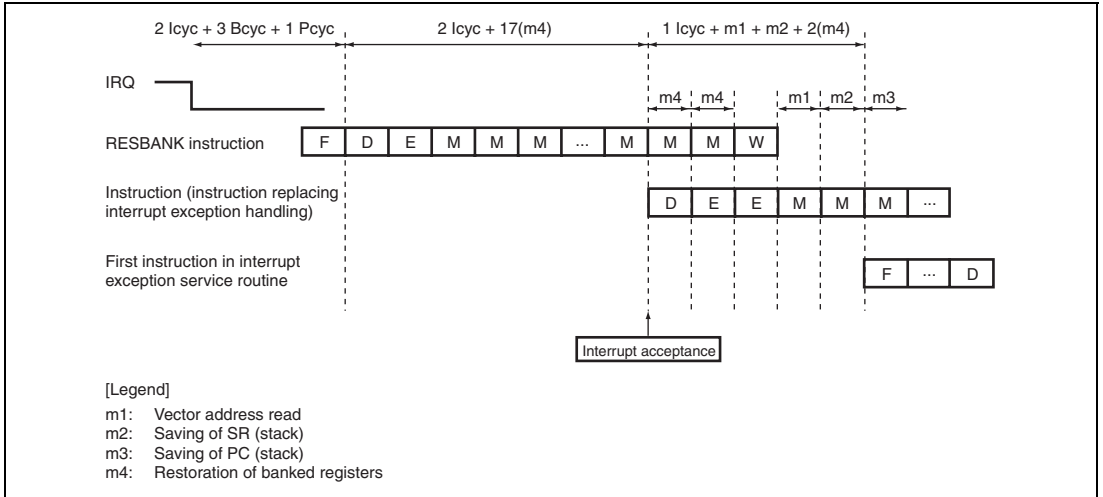 2 Icyc + 3 Bcyc + 1 Pcyc 2 Icyc + 17(m4) 1 Icyc + m1 + m2 + 2(m4)
IRQ
m4 m4 m1 m2 m3
RESBANK instruction F D E M M M ... M M M W
Instruction (instruction replacing
interrupt exception handling) D E E M M M ...
First instruction in interrupt
exception service routine F ... D
Interrupt acceptance
[Legend]
m1: Vector address read
m2: Saving of SR (stack)
m3: Saving of PC (stack)
m4: Restoration of banked registers